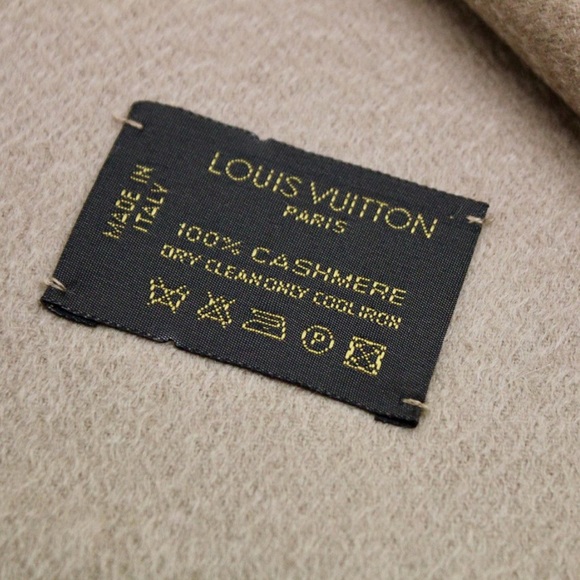 LOUIS VUITTON
PARIS
MADE IN
ITALY
100% CASHMERE
DRY CLEAN ONLY COOL IRON
P